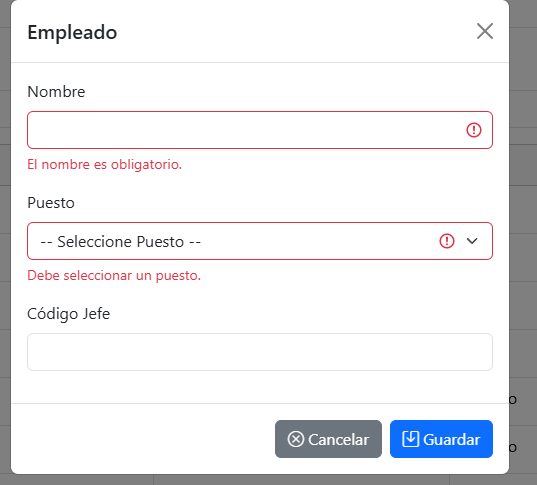 Empleado
Nombre
El nombre es obligatorio.
Puesto
-- Seleccione Puesto --
Debe seleccionar un puesto.
Código Jefe
Cancelar
Guardar